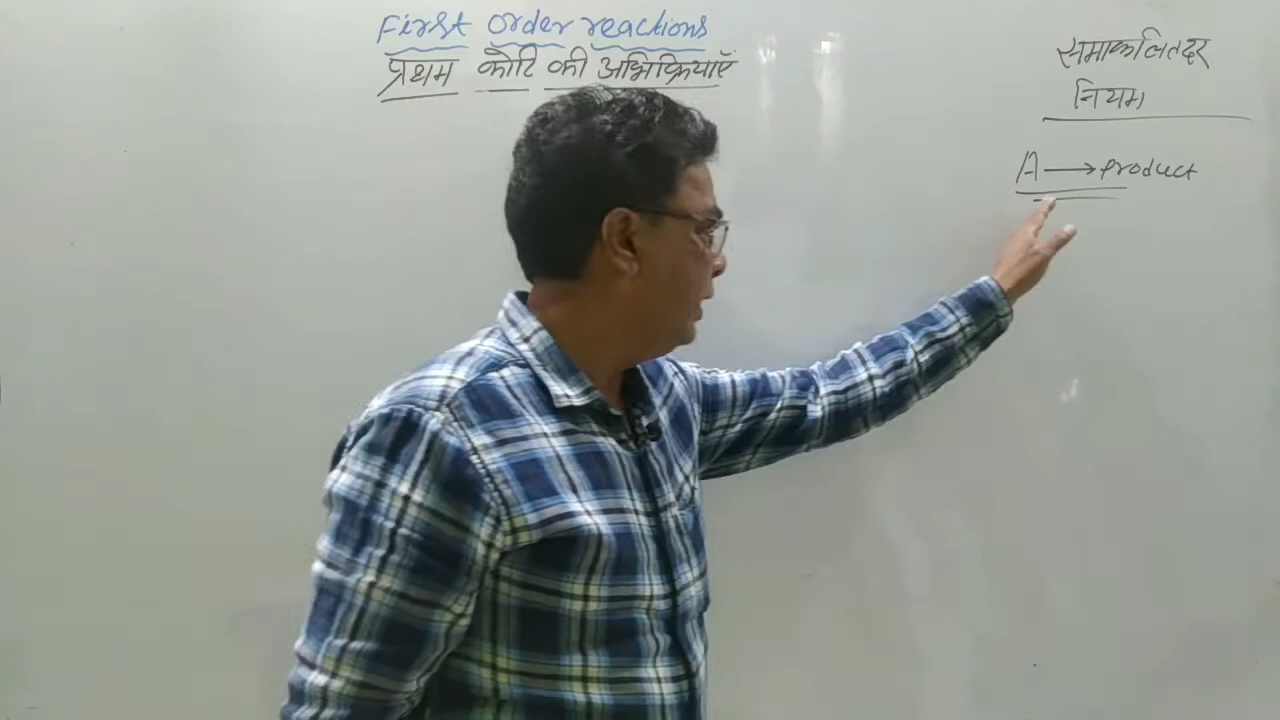 First order reactions
प्रथम कोटि की अभिक्रियाएँ
समाकलित दर
नियम
A → Product